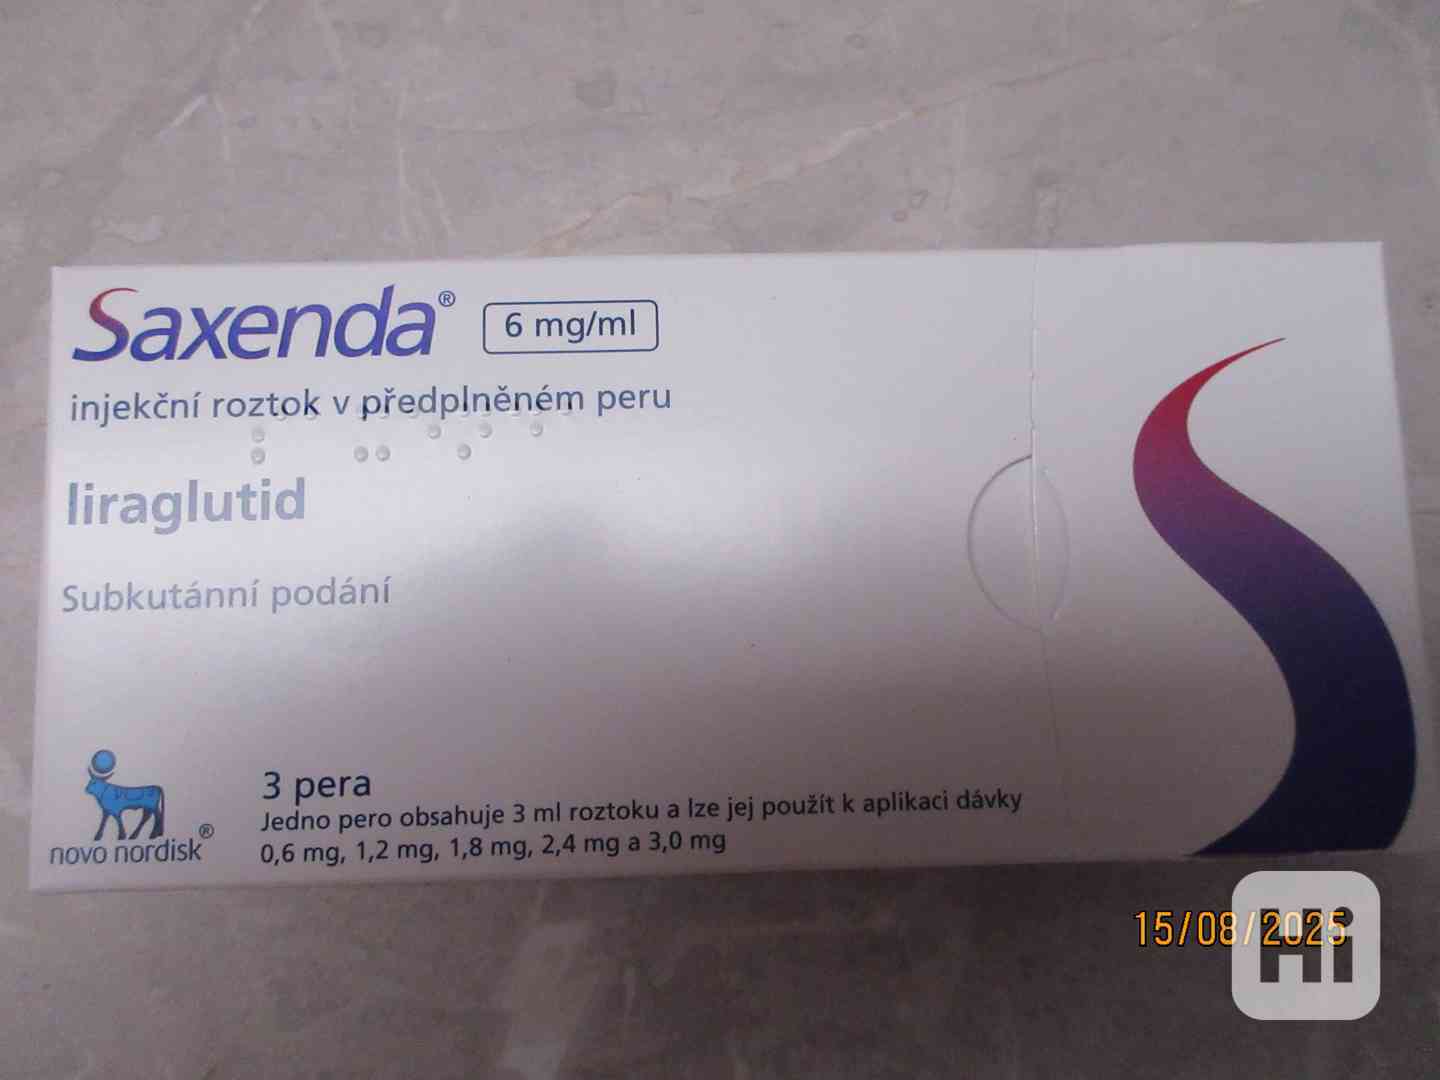 Saxenda® 6 mg/ml
injekční roztok v předplněném peru
liraglutid
Subkutánní podání
3 pera
Jedno pero obsahuje 3 ml roztoku a lze jej použít k aplikaci dávky
0,6 mg, 1,2 mg, 1,8 mg, 2,4 mg a 3,0 mg
novo nordisk®
15/08/2025
Hi